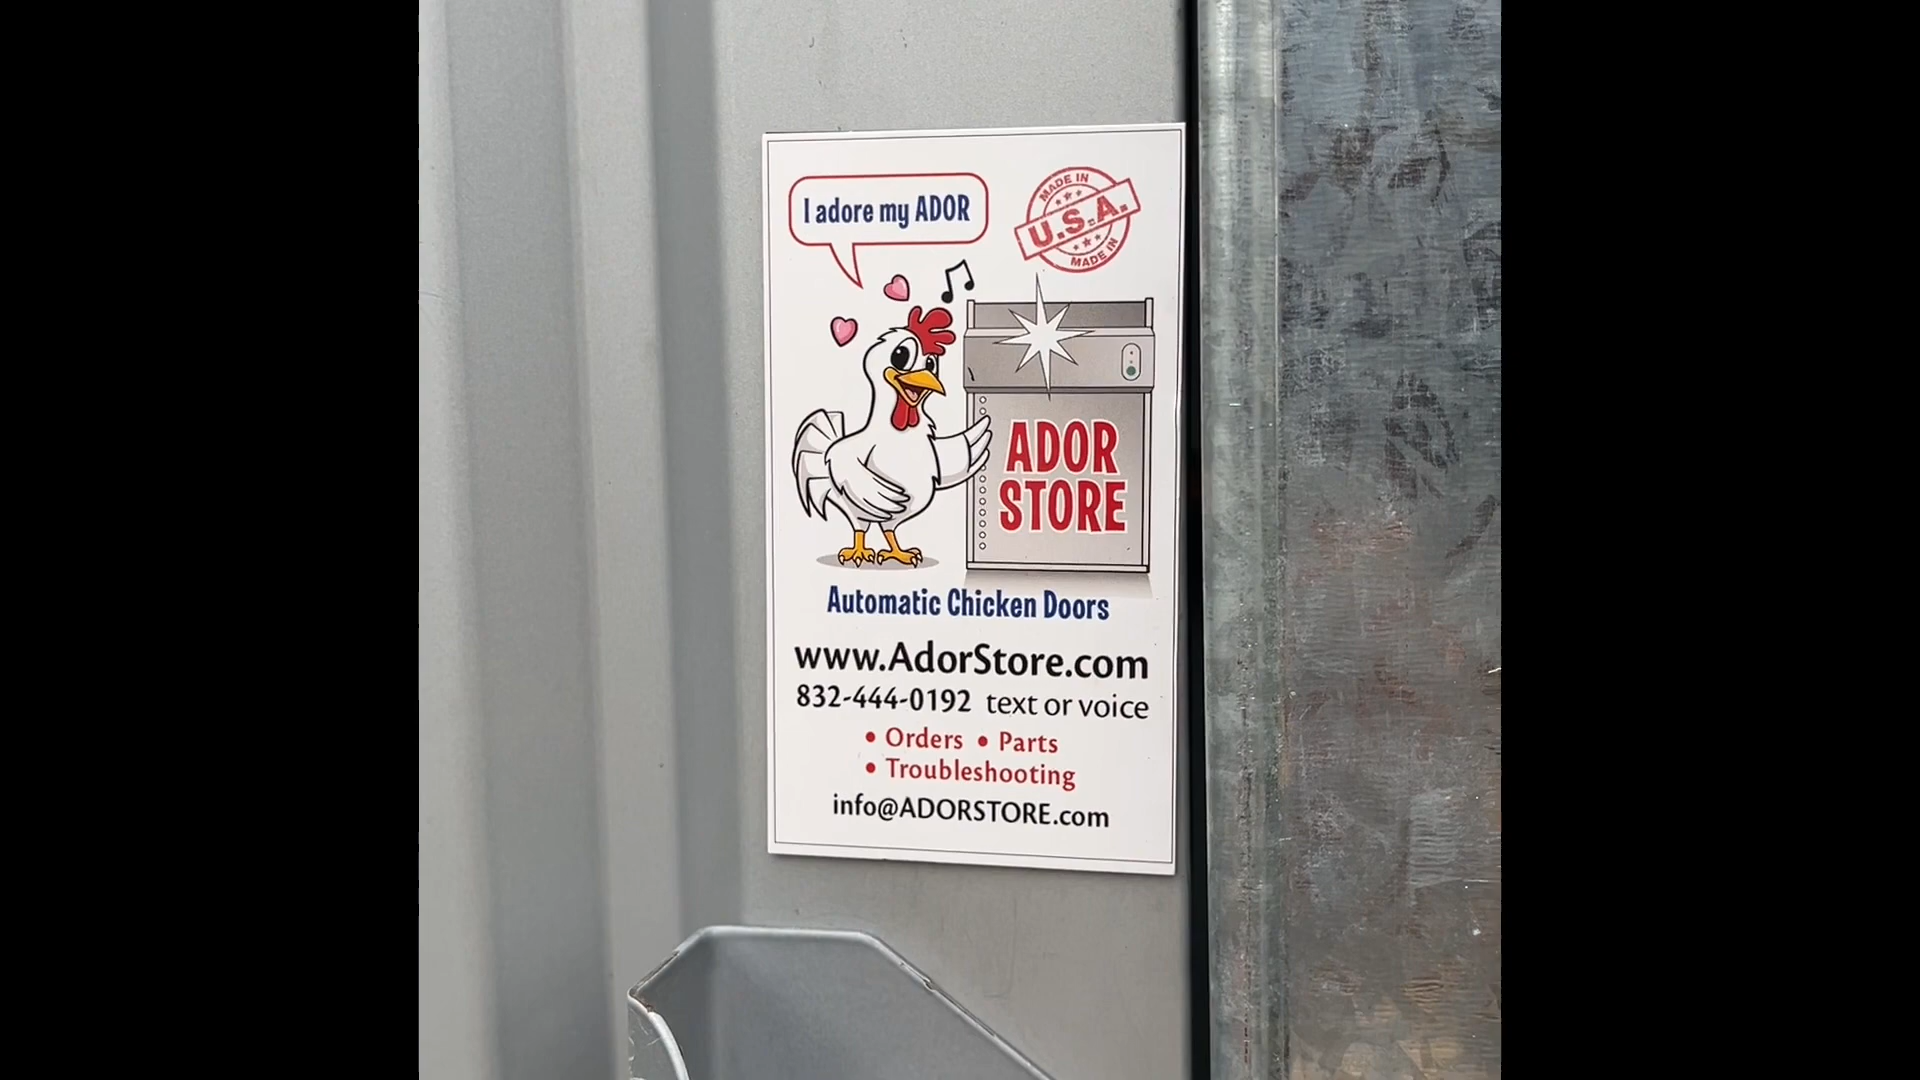 I adore my ADOR
MADE IN
U.S.A.
MADE IN
ADOR
STORE
Automatic Chicken Doors
www.AdorStore.com
832-444-0192 text or voice
• Orders • Parts
• Troubleshooting
info@ADORSTORE.com